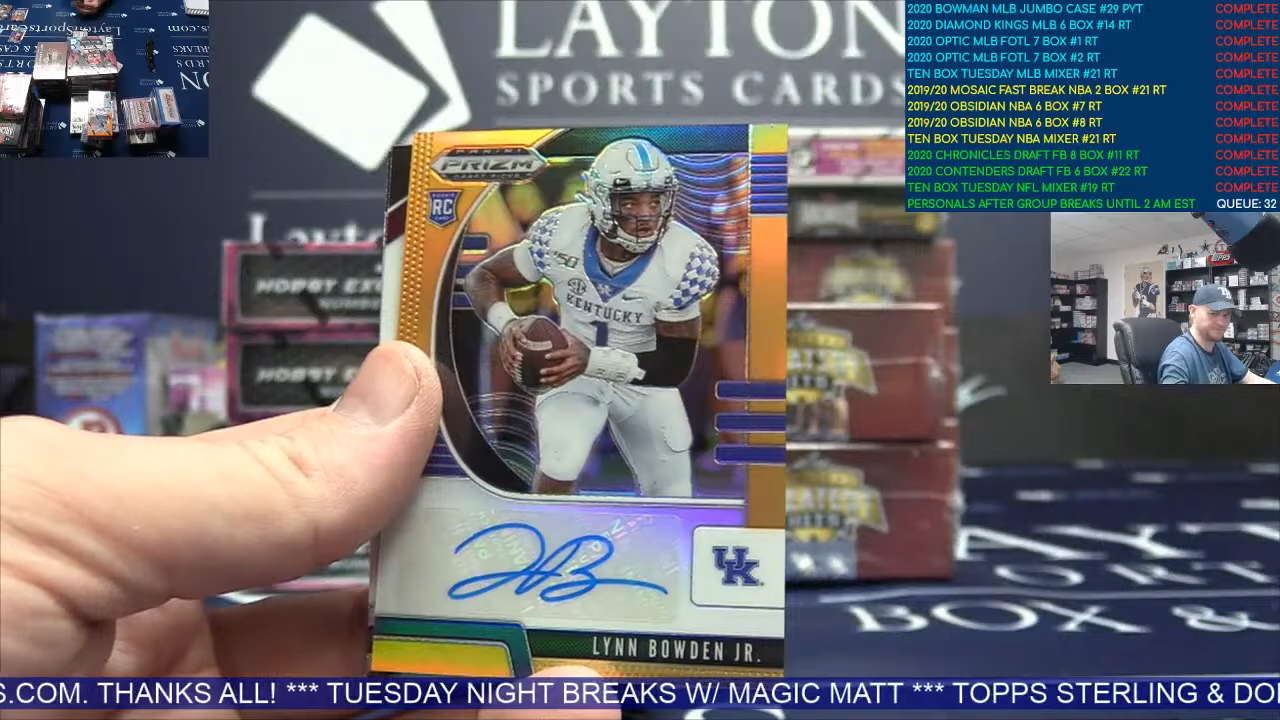 2020 BOWMAN MLB JUMBO CASE #29 PYT COMPLETE
2020 DIAMOND KINGS MLB 6 BOX #14 RT COMPLETE
2020 OPTIC MLB FOTL 7 BOX #1 RT COMPLETE
2020 OPTIC MLB FOTL 7 BOX #2 RT COMPLETE
TEN BOX TUESDAY MLB MIXER #21 RT COMPLETE
2019/20 MOSAIC FAST BREAK NBA 2 BOX #21 RT COMPLETE
2019/20 OBSIDIAN NBA 6 BOX #7 RT COMPLETE
2019/20 OBSIDIAN NBA 6 BOX #8 RT COMPLETE
TEN BOX TUESDAY NBA MIXER #21 RT COMPLETE
2020 CHRONICLES DRAFT FB 8 BOX #11 RT COMPLETE
2020 CONTENDERS DRAFT FB 6 BOX #22 RT COMPLETE
TEN BOX TUESDAY NFL MIXER #19 RT COMPLETE
PERSONALS AFTER GROUP BREAKS UNTIL 2 AM EST QUEUE: 32
LAYTON
SPORTS CARDS
PANINI
PRIZM
RC
150
SEC
KENTUCKY
1
HOBBY
HOBBY
UK
LYNN BOWDEN JR.
BOX &
S.COM. THANKS ALL! *** TUESDAY NIGHT BREAKS W/ MAGIC MATT *** TOPPS STERLING & DO